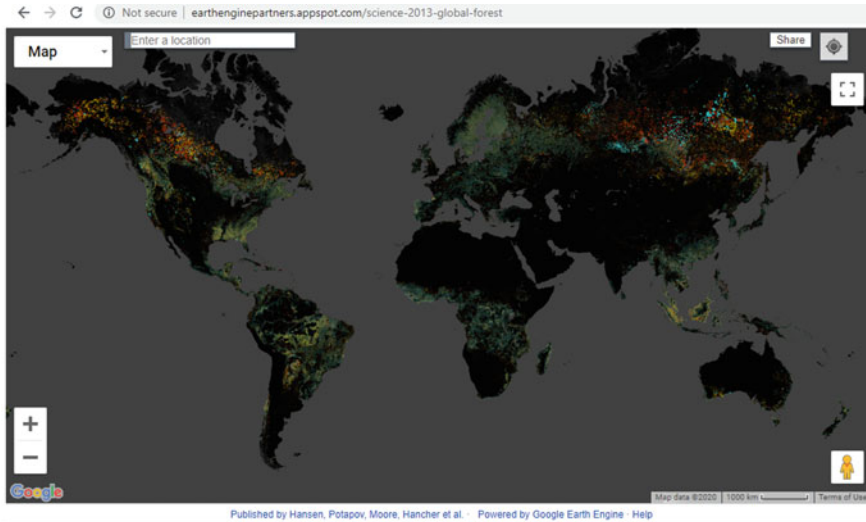 Not secure | earthenginepartners.appspot.com/science-2013-global-forest
Map
Enter a location
Share
Google
Map data ©2020 | 1000 km | Terms of Use
Published by Hansen, Potapov, Moore, Hancher et al. · Powered by Google Earth Engine · Help